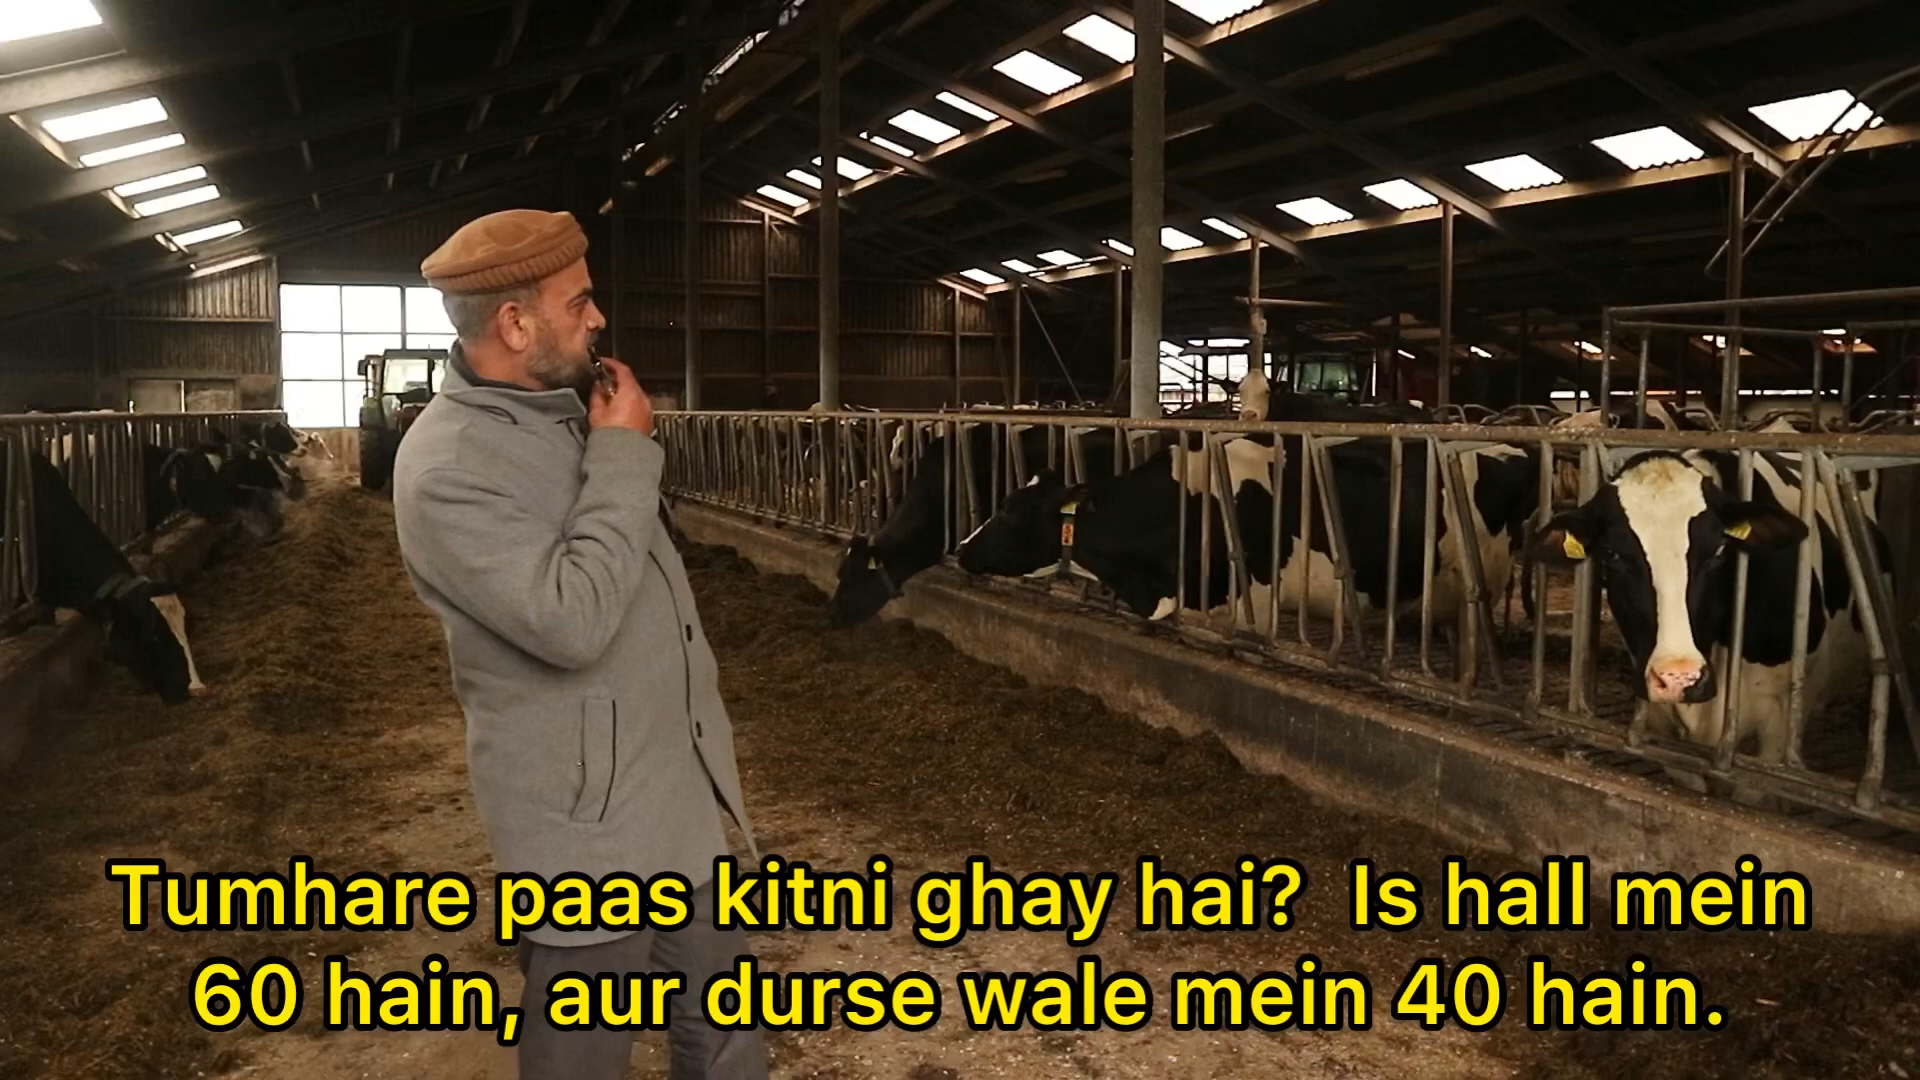 Tumhare paas kitni ghay hai? Is hall mein
60 hain, aur durse wale mein 40 hain.